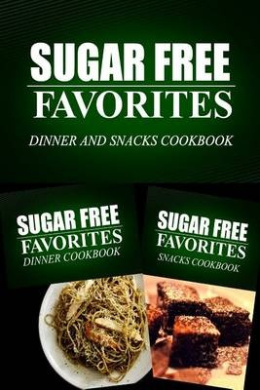 SUGAR FREE
FAVORITES
DINNER AND SNACKS COOKBOOK
SUGAR FREE
FAVORITES
DINNER COOKBOOK
SUGAR FREE
FAVORITES
SNACKS COOKBOOK